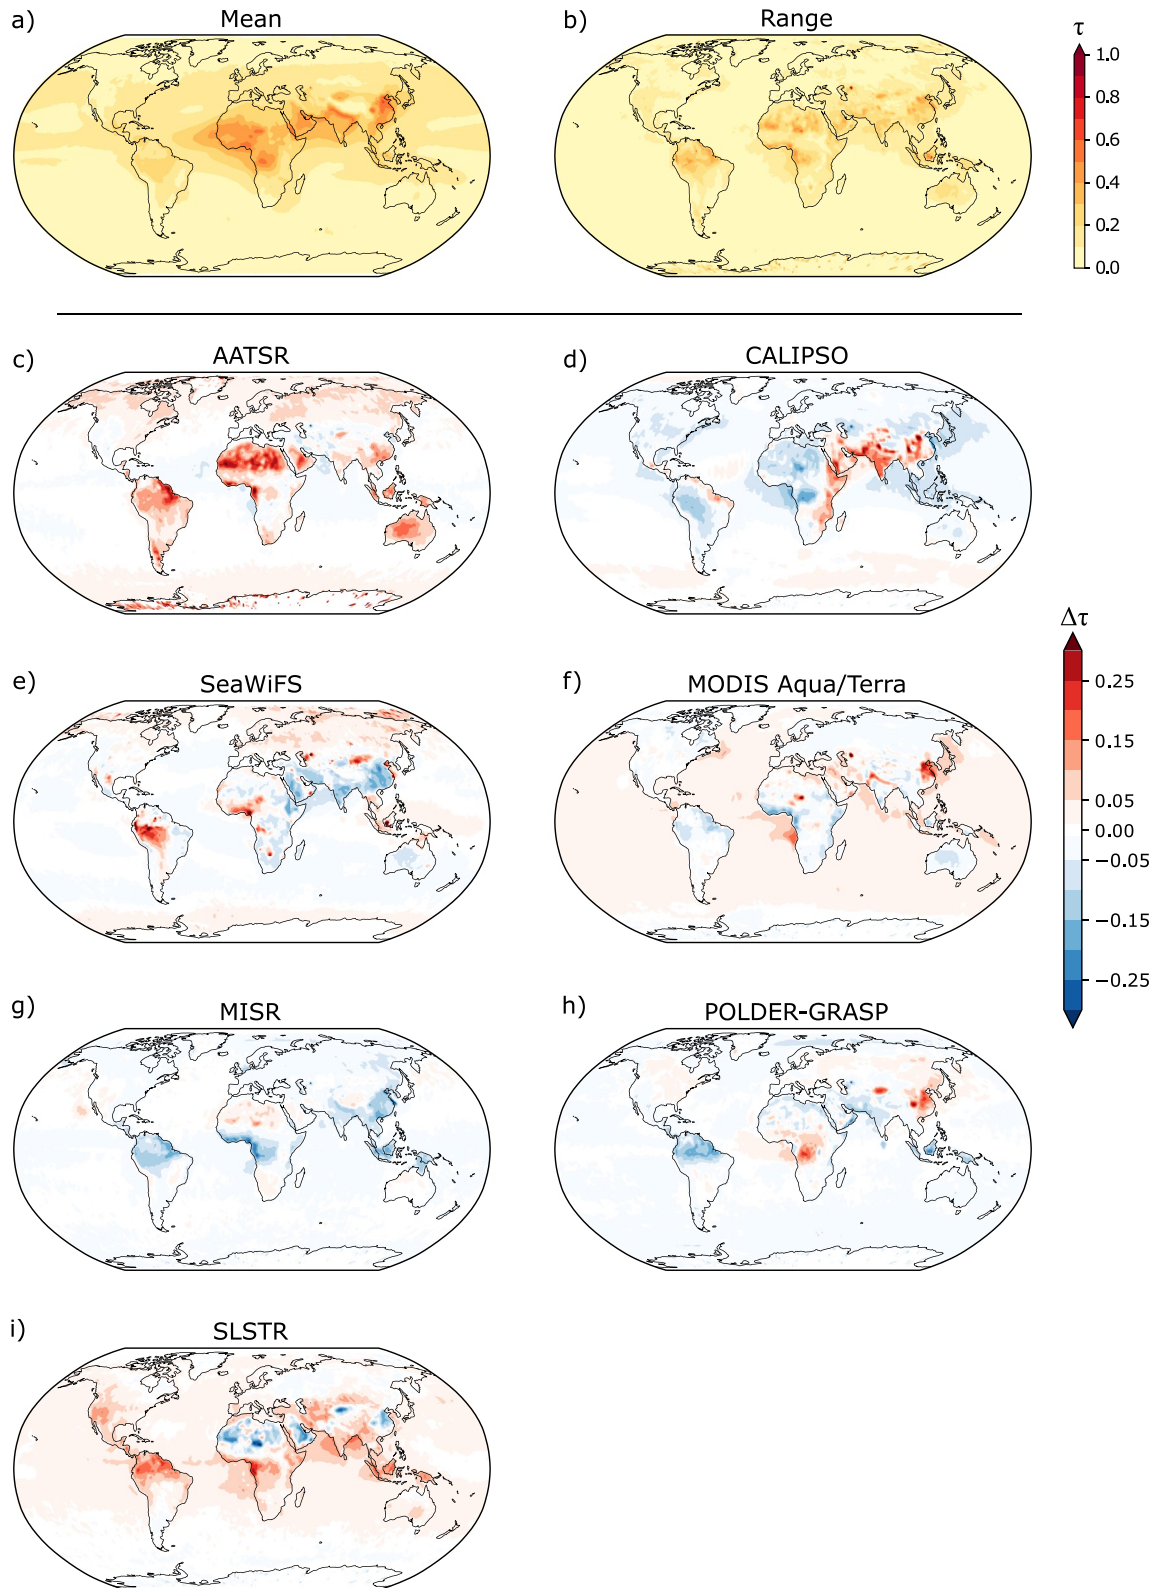 a)
Mean
b)
Range
τ
1.0
0.8
0.6
0.4
0.2
0.0
c)
AATSR
d)
CALIPSO
e)
SeaWiFS
f)
MODIS Aqua/Terra
Δτ
0.25
0.15
0.05
0.00
−0.05
−0.15
−0.25
g)
MISR
h)
POLDER-GRASP
i)
SLSTR